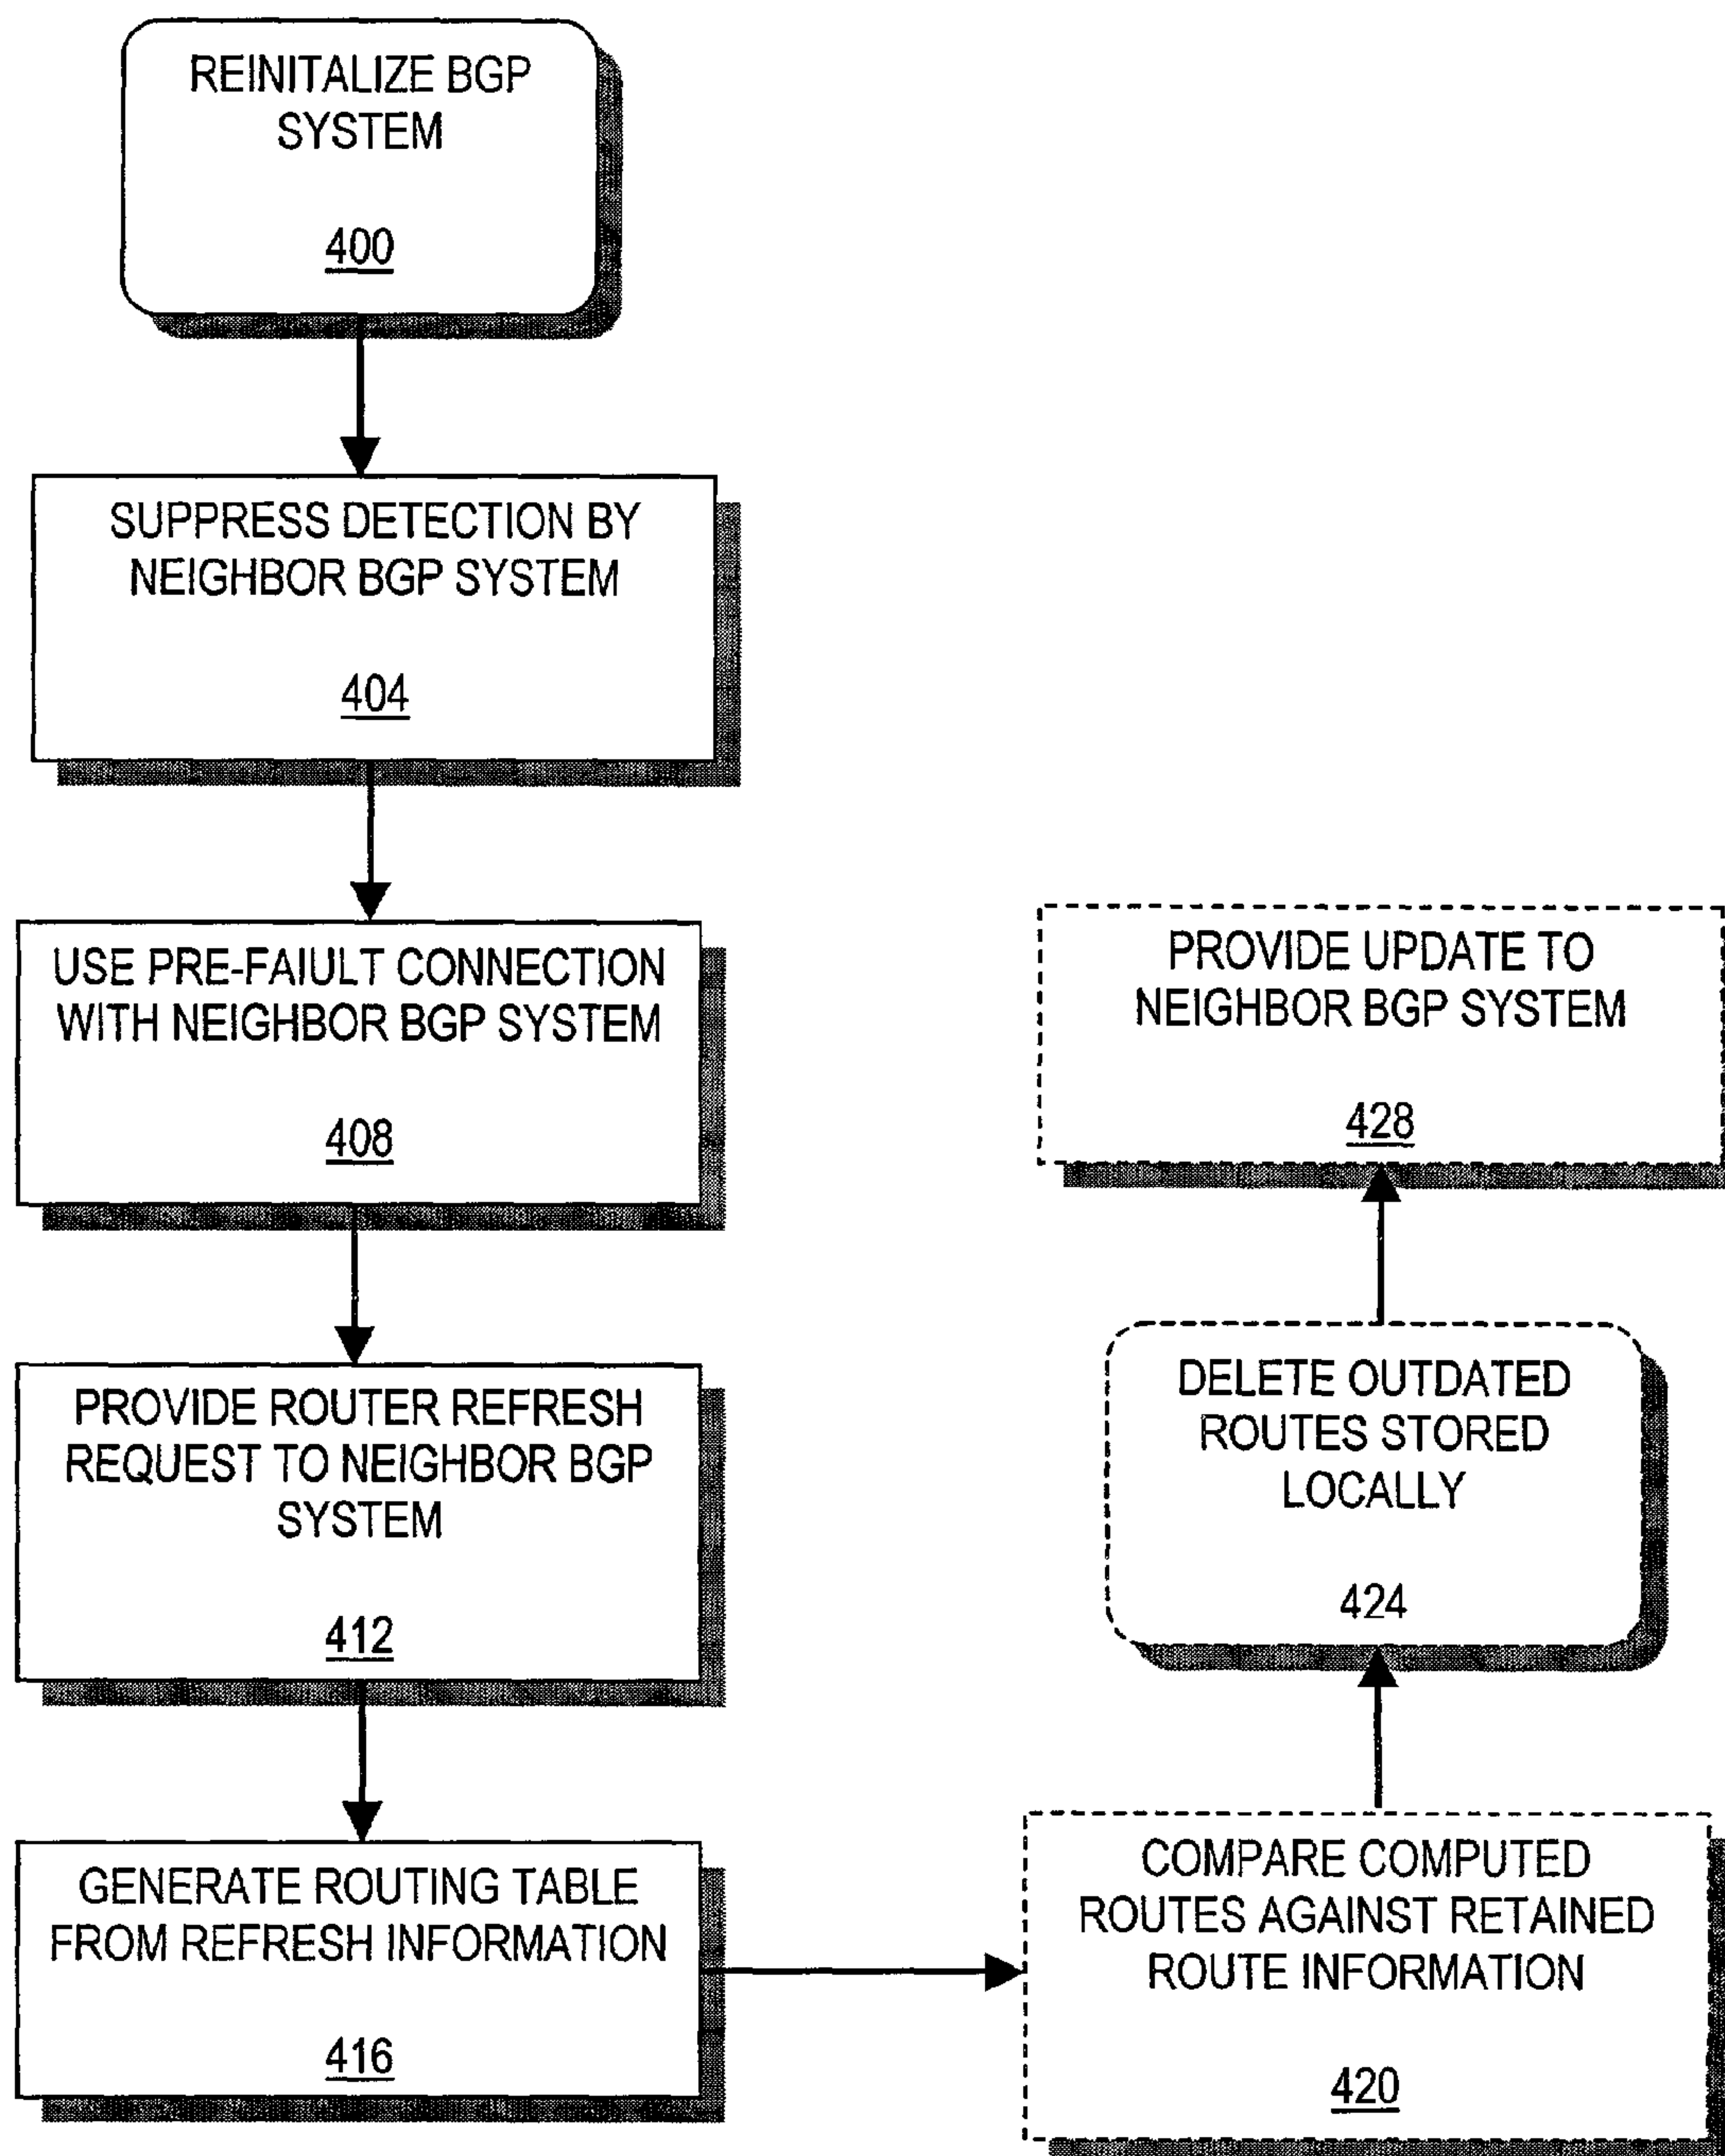 REINITALIZE BGP
SYSTEM
400
SUPPRESS DETECTION BY
NEIGHBOR BGP SYSTEM
404
USE PRE-FAIULT CONNECTION
WITH NEIGHBOR BGP SYSTEM
408
PROVIDE ROUTER REFRESH
REQUEST TO NEIGHBOR BGP
SYSTEM
412
GENERATE ROUTING TABLE
FROM REFRESH INFORMATION
416
COMPARE COMPUTED
ROUTES AGAINST RETAINED
ROUTE INFORMATION
420
DELETE OUTDATED
ROUTES STORED
LOCALLY
424
PROVIDE UPDATE TO
NEIGHBOR BGP SYSTEM
428